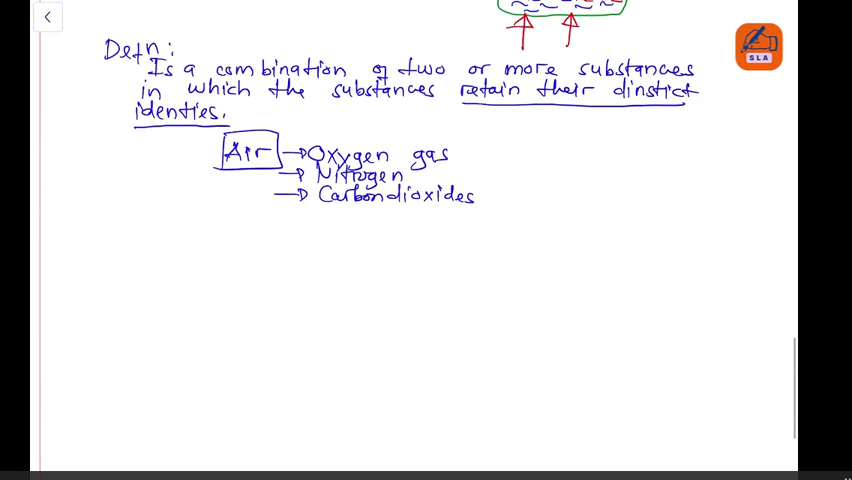 SLA
Defn:
Is a combination of two or more substances
in which the substances retain their dinstict
identies.
Air → Oxygen gas
→ Nitrogen
→ Carbondioxides